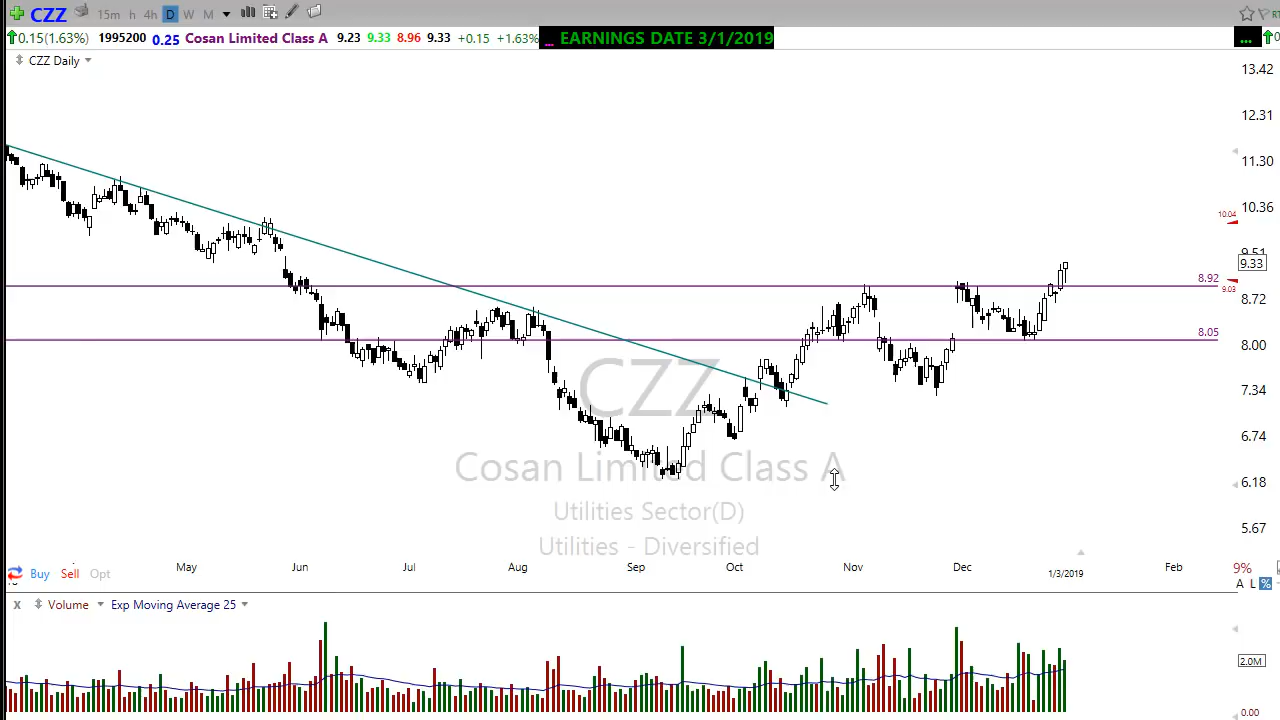 CZZ 15m h 4h D W M
0.15(1.63%) 1995200 0.25 Cosan Limited Class A 9.23 9.33 8.96 9.33 +0.15 +1.63% ... EARNINGS DATE 3/1/2019 ...
CZZ Daily
13.42
12.31
11.30
10.36
10.04
9.51
9.33
8.92
9.03
8.72
8.05
8.00
7.34
6.74
6.18
5.67
CZZ
Cosan Limited Class A
Utilities Sector(D)
Utilities - Diversified
May Jun Jul Aug Sep Oct Nov Dec 1/3/2019 Feb
Buy Sell Opt
9%
A L %
X Volume Exp Moving Average 25
2.0M
0.00